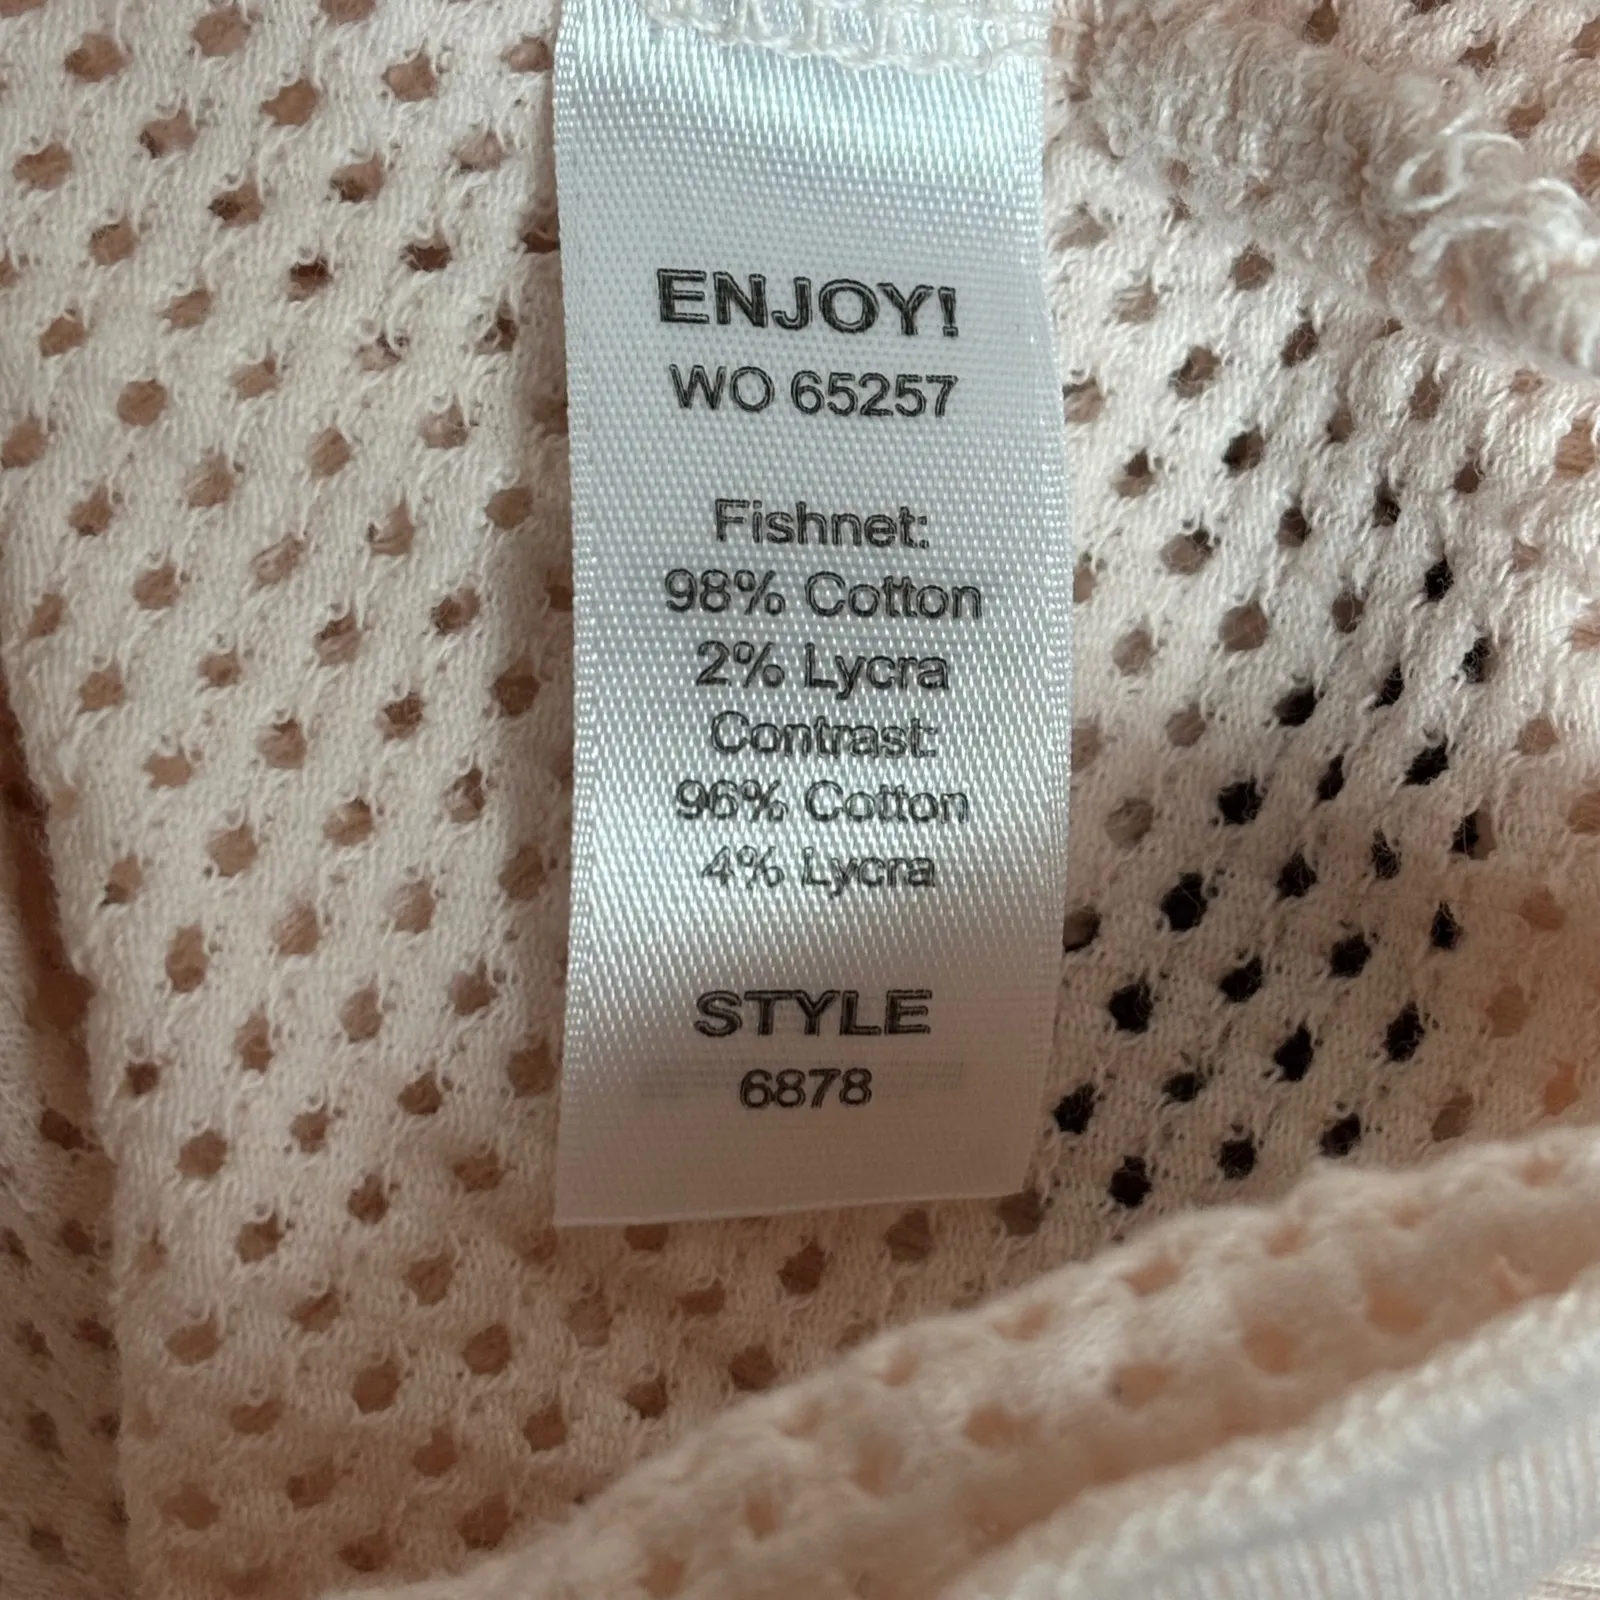 ENJOY!
WO 65257
Fishnet:
98% Cotton
2% Lycra
Contrast:
96% Cotton
4% Lycra
STYLE
6878